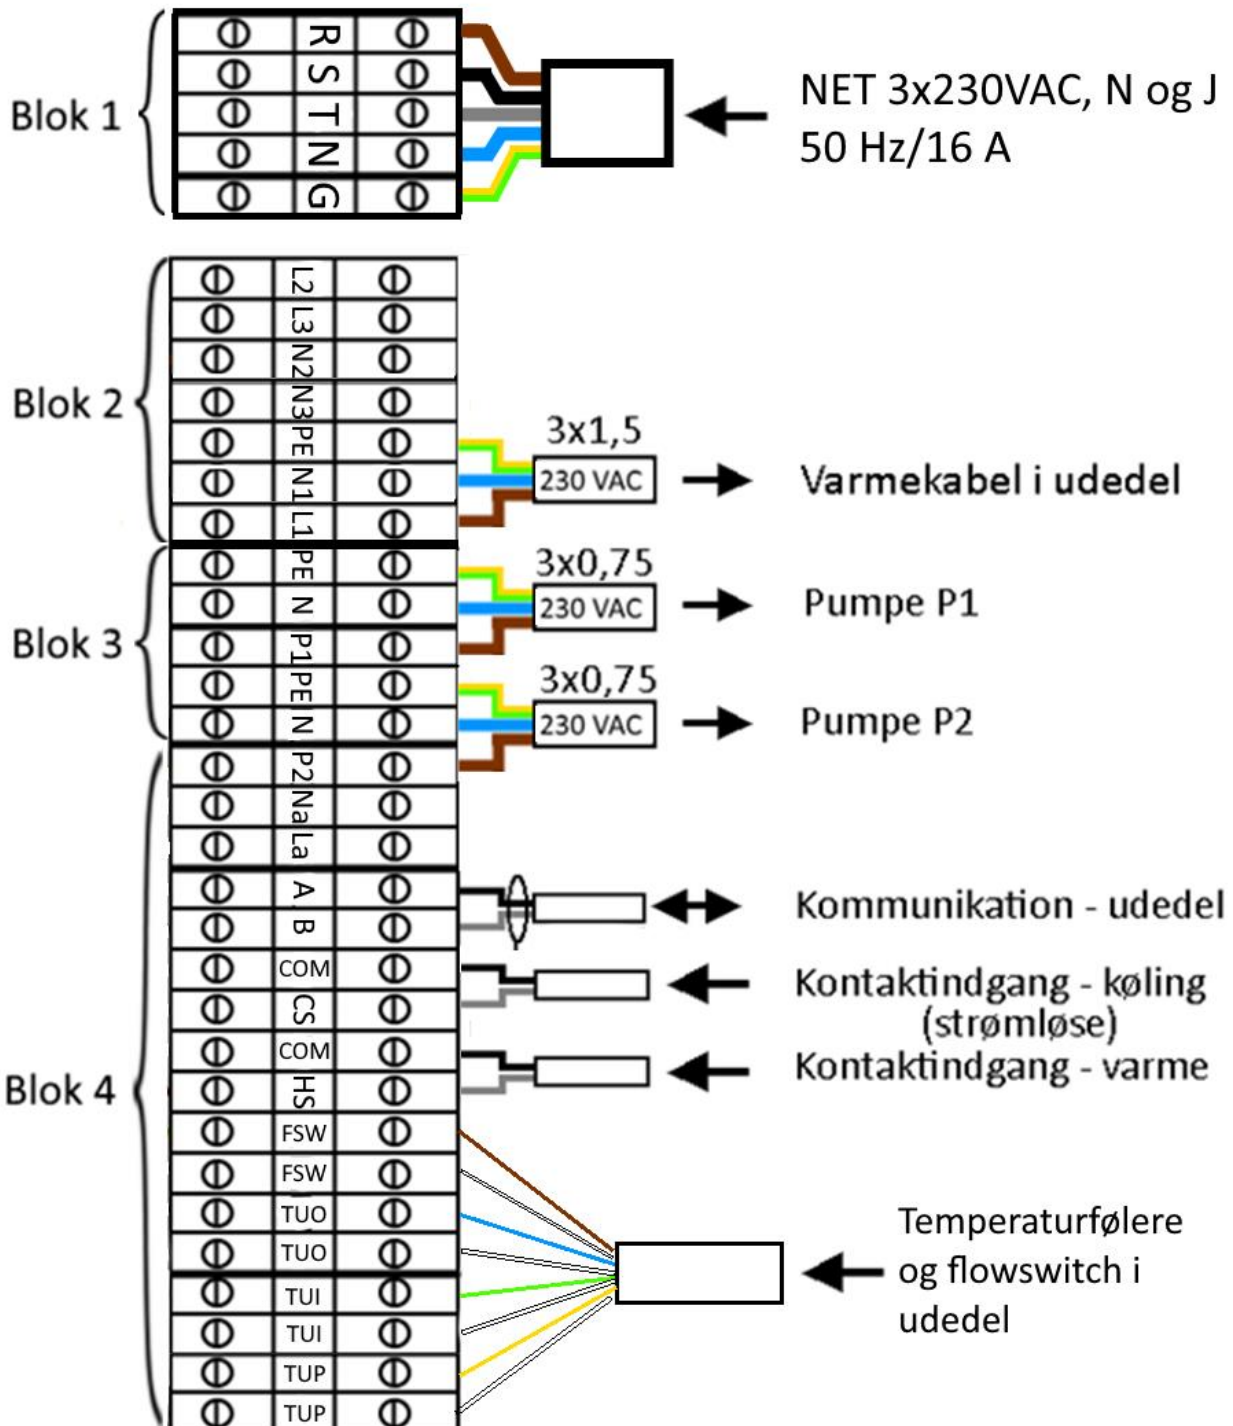 Blok 1
R
S
T
N
G
NET 3x230VAC, N og J
50 Hz/16 A
Blok 2
L2
L3
N2
N3
PE
N1
L1
3x1,5
230 VAC
Varmekabel i udedel
Blok 3
PE
N
P1
PE
N
3x0,75
230 VAC
Pumpe P1
3x0,75
230 VAC
Pumpe P2
Blok 4
P2
Na
La
A
B
COM
CS
COM
HS
FSW
FSW
TUO
TUO
TUI
TUI
TUP
TUP
Kommunikation - udedel
Kontaktindgang - køling
(strømløse)
Kontaktindgang - varme
Temperaturfølere
og flowswitch i
udedel